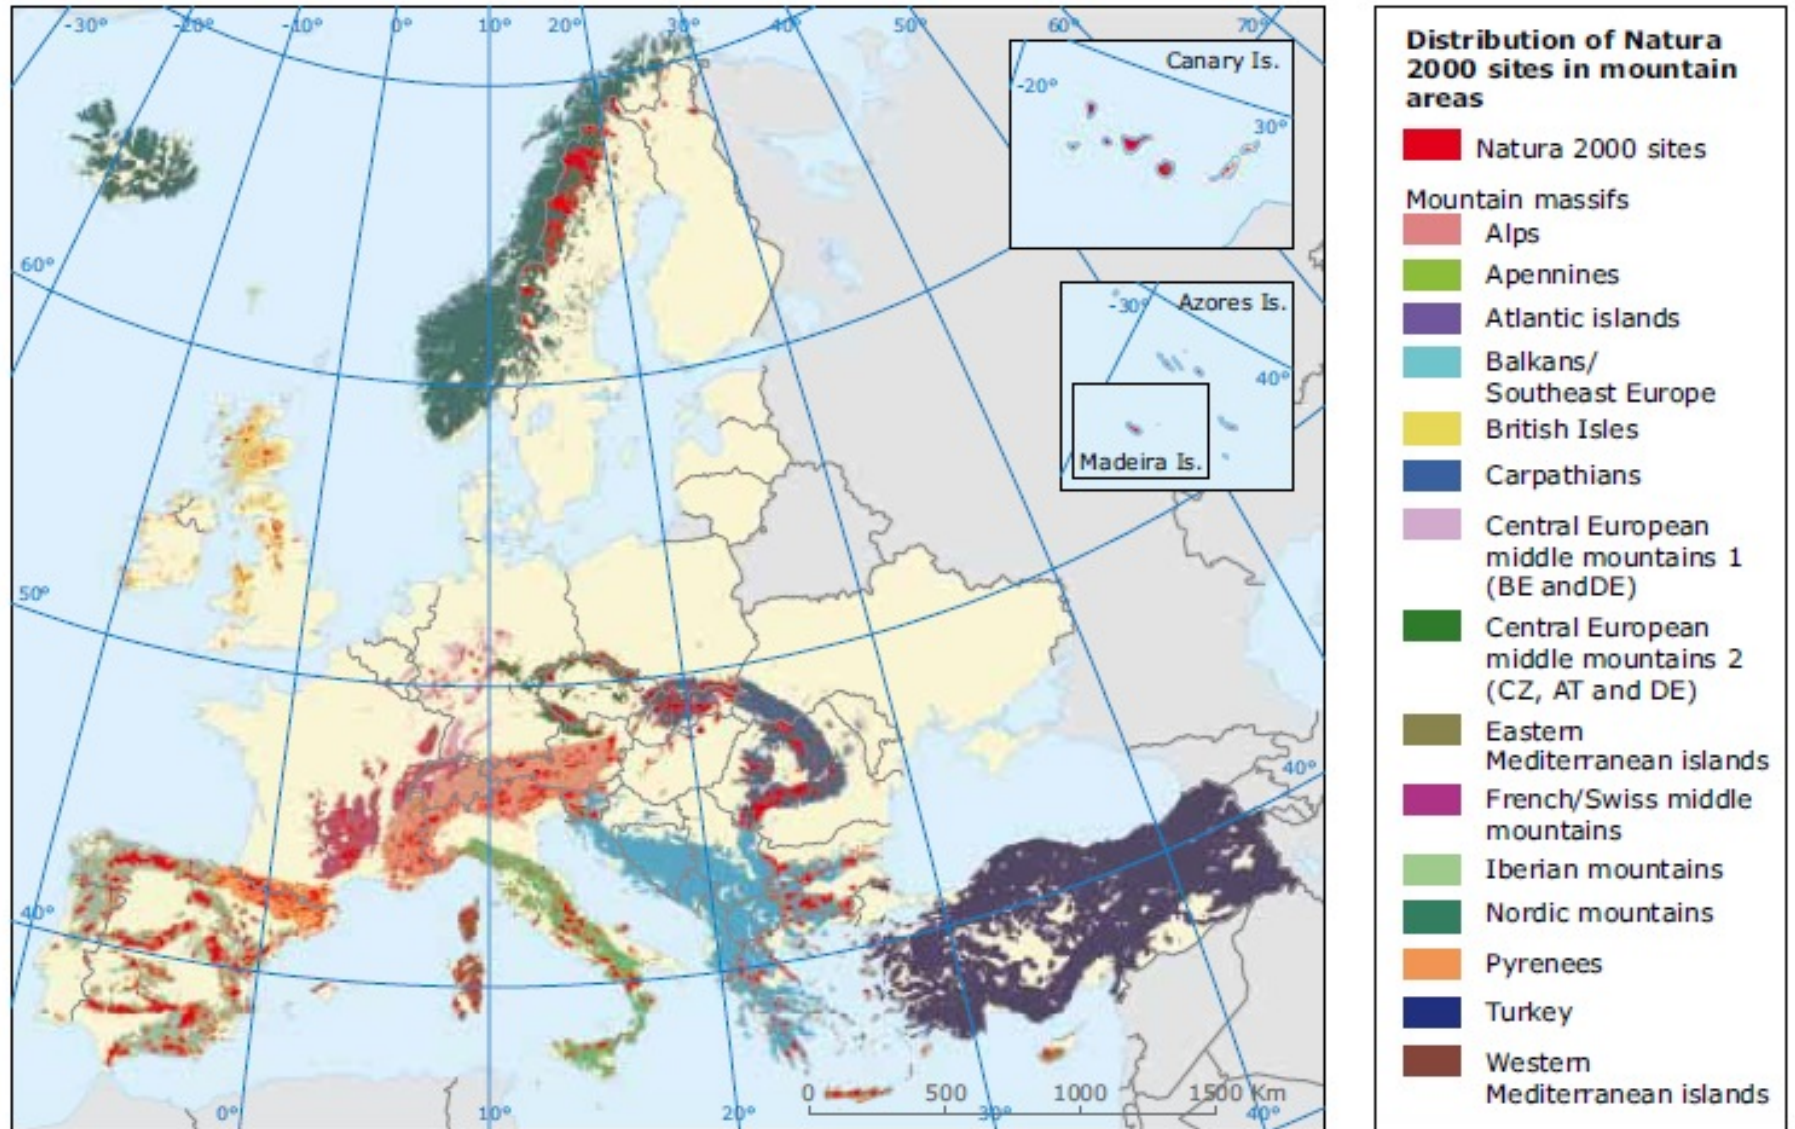 -30°
-20°
-10°
0°
10°
20°
30°
40°
50°
60°
70°
Canary Is.
-20°
30°
60°
Azores Is.
-30°
40°
Madeira Is.
50°
40°
40°
0
500
1000
1500 Km
0°
10°
20°
30°
40°
Distribution of Natura
2000 sites in mountain
areas
Natura 2000 sites
Mountain massifs
Alps
Apennines
Atlantic islands
Balkans/
Southeast Europe
British Isles
Carpathians
Central European
middle mountains 1
(BE andDE)
Central European
middle mountains 2
(CZ, AT and DE)
Eastern
Mediterranean islands
French/Swiss middle
mountains
Iberian mountains
Nordic mountains
Pyrenees
Turkey
Western
Mediterranean islands